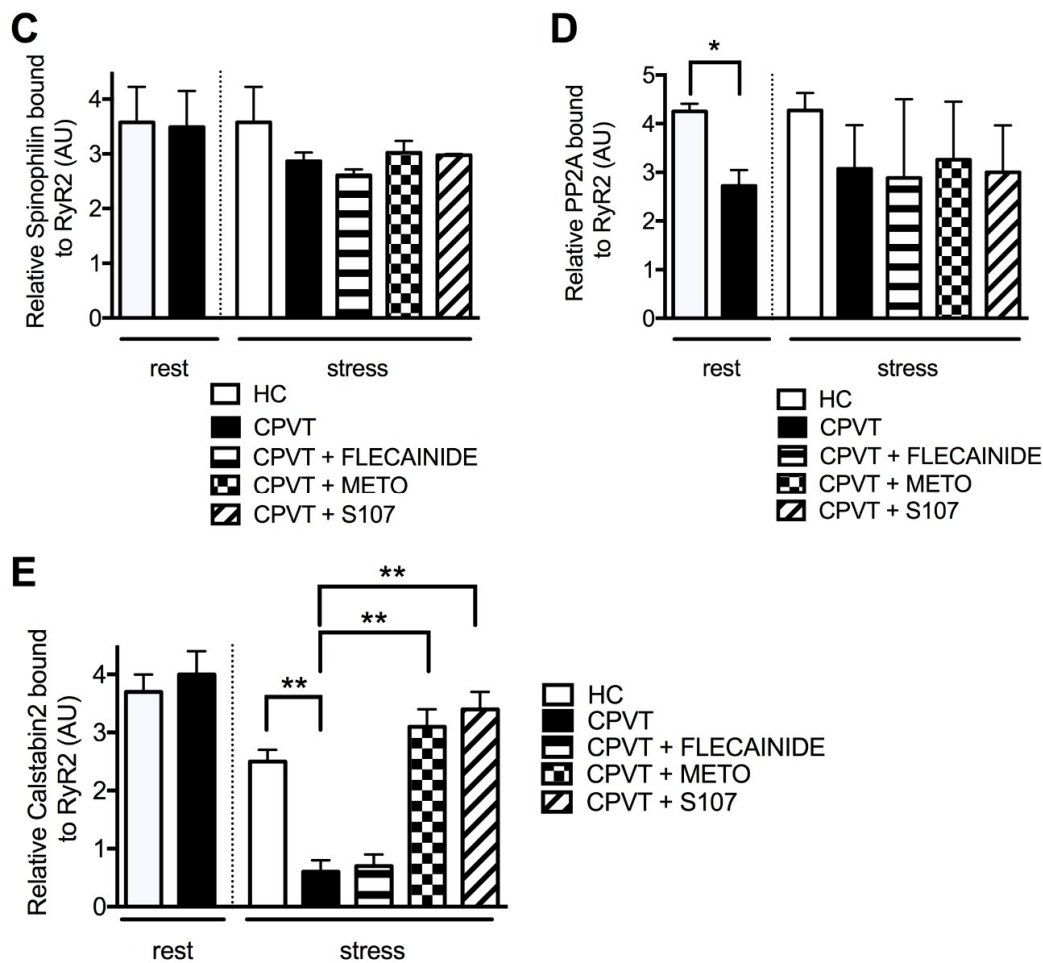 C
Relative Spinophilin bound
to RyR2 (AU)
4
3
2
1
0
rest
stress
HC
CPVT
CPVT + FLECAINIDE
CPVT + METO
CPVT + S107
D
Relative PP2A bound
to RyR2 (AU)
5
4
3
2
1
0
*
rest
stress
HC
CPVT
CPVT + FLECAINIDE
CPVT + METO
CPVT + S107
E
Relative Calstabin2 bound
to RyR2 (AU)
4
3
2
1
0
**
**
**
rest
stress
HC
CPVT
CPVT + FLECAINIDE
CPVT + METO
CPVT + S107